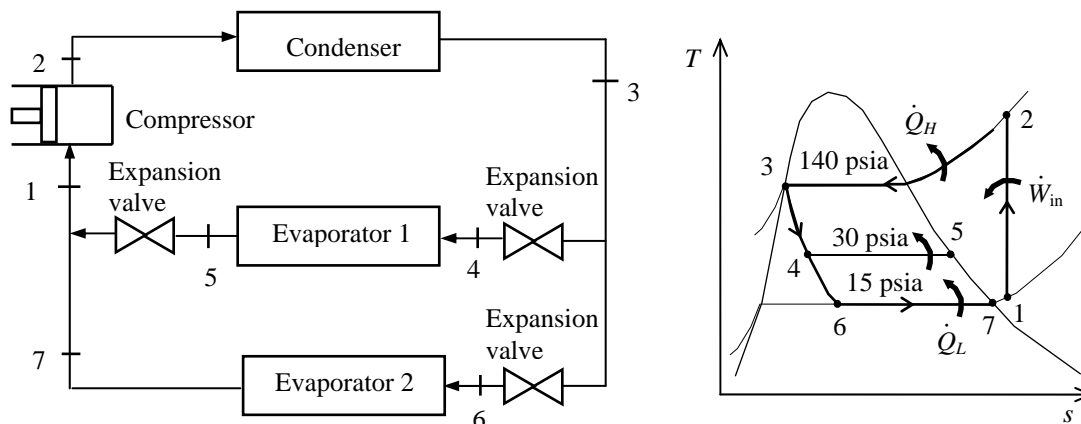 Condenser
2
3
Compressor
1
Expansion
valve
Expansion
valve
Evaporator 1
5
4
Expansion
valve
7
Evaporator 2
6
T
2
Q̇H
3
140 psia
Ẇin
30 psia
5
4
15 psia
6
7
1
Q̇L
s